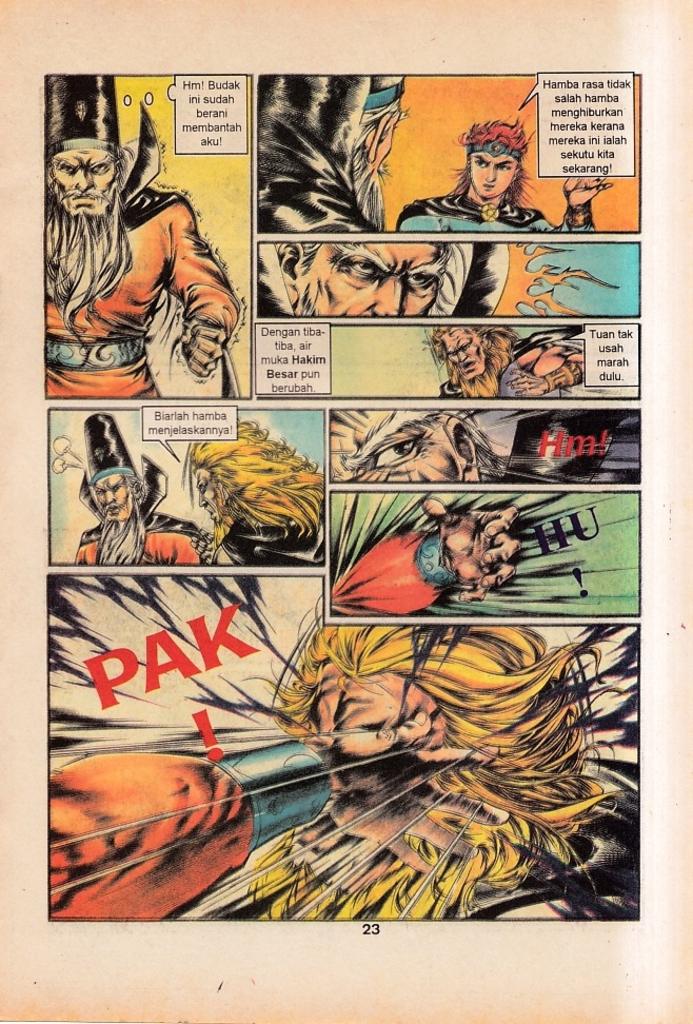 Hm! Budak
ini sudah
berani
membantah
aku!
Hamba rasa tidak
salah hamba
menghiburkan
mereka kerana
mereka ini ialah
sekutu kita
sekarang!
Dengan tiba-
tiba, air
muka Hakim
Besar pun
berubah.
Tuan tak
usah
marah
dulu.
Biarlah hamba
menjelaskannya!
Hm!
HU
!
PAK
!
23